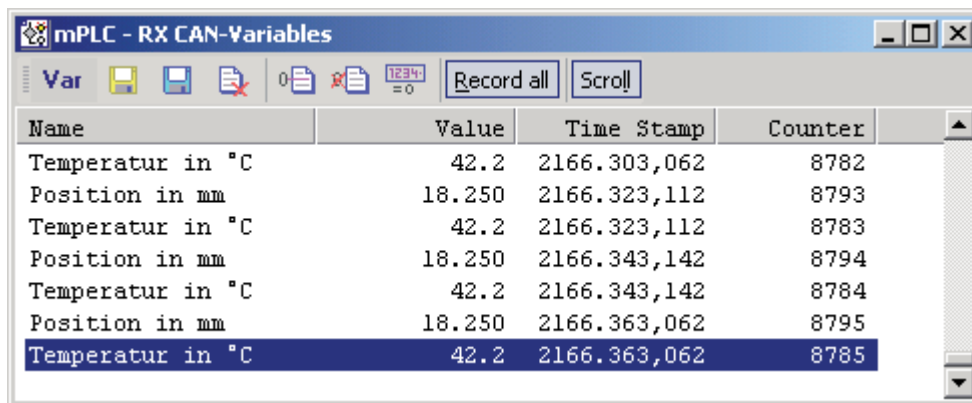 mPLC - RX CAN-Variables
Var 1234 =0 Record all Scroll
Name Value Time Stamp Counter
Temperatur in °C 42.2 2166.303,062 8782
Position in mm 18.250 2166.323,112 8793
Temperatur in °C 42.2 2166.323,112 8783
Position in mm 18.250 2166.343,142 8794
Temperatur in °C 42.2 2166.343,142 8784
Position in mm 18.250 2166.363,062 8795
Temperatur in °C 42.2 2166.363,062 8785